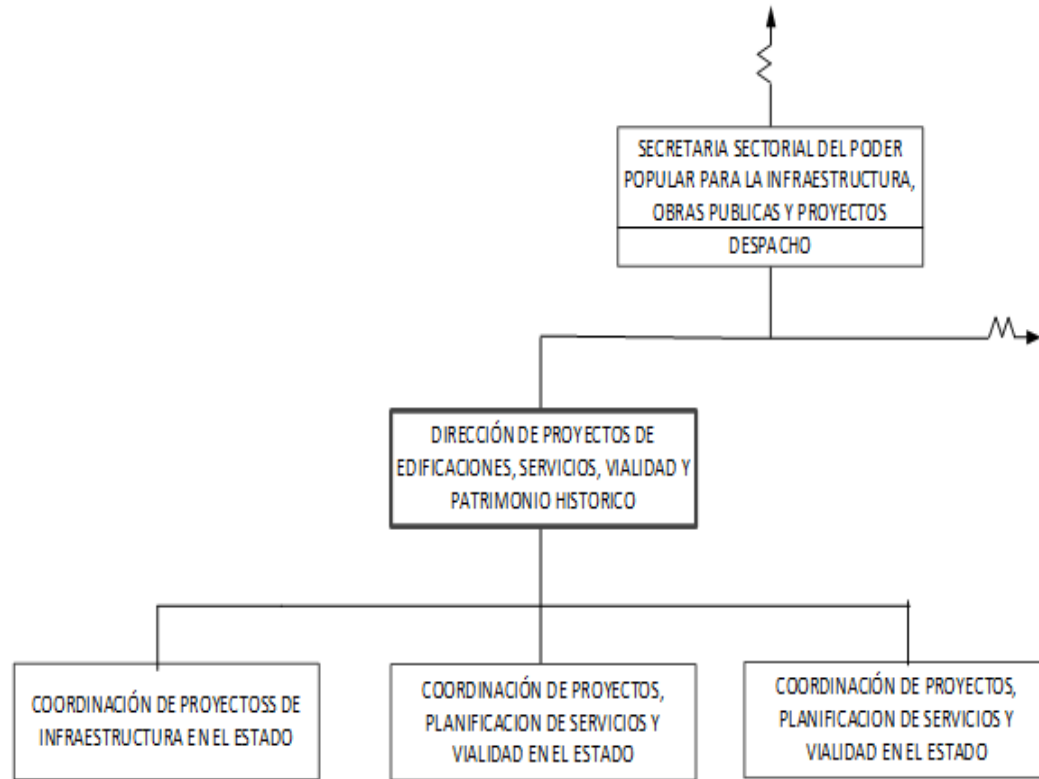 SECRETARIA SECTORIAL DEL PODER
POPULAR PARA LA INFRAESTRUCTURA,
OBRAS PUBLICAS Y PROYECTOS
DESPACHO
DIRECCIÓN DE PROYECTOS DE
EDIFICACIONES, SERVICIOS, VIALIDAD Y
PATRIMONIO HISTORICO
COORDINACIÓN DE PROYECTOSS DE
INFRAESTRUCTURA EN EL ESTADO
COORDINACIÓN DE PROYECTOS,
PLANIFICACION DE SERVICIOS Y
VIALIDAD EN EL ESTADO
COORDINACIÓN DE PROYECTOS,
PLANIFICACION DE SERVICIOS Y
VIALIDAD EN EL ESTADO